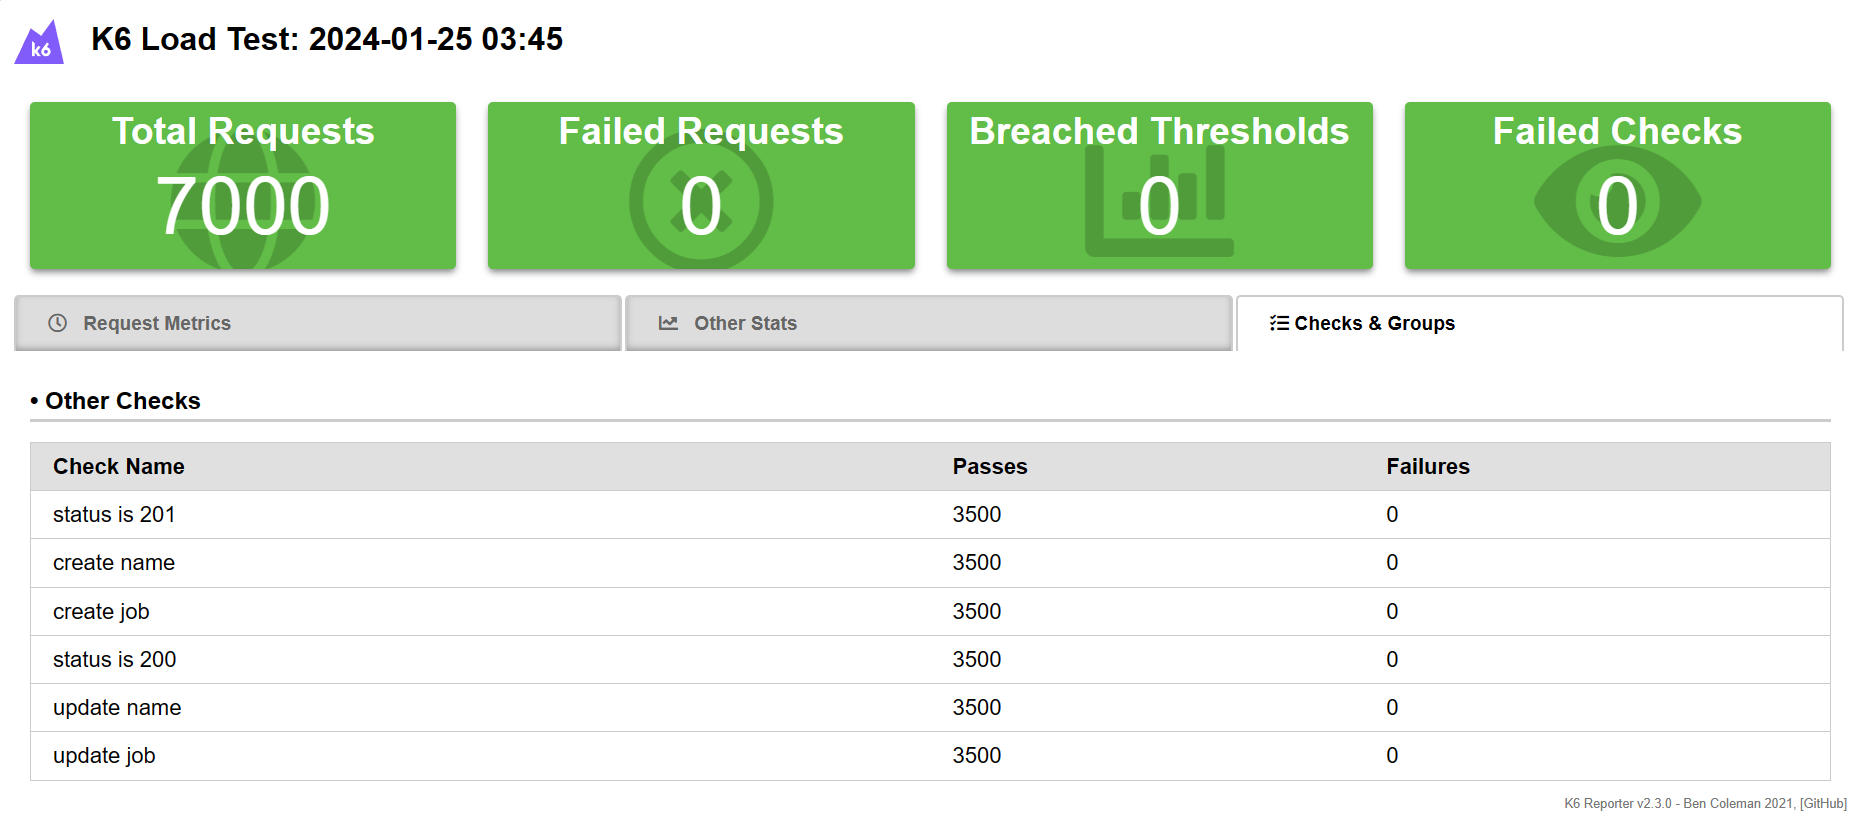 k6 K6 Load Test: 2024-01-25 03:45
Total Requests Failed Requests Breached Thresholds Failed Checks
7000 0 0 0
Request Metrics Other Stats Checks & Groups
• Other Checks
Check Name Passes Failures
status is 201 3500 0
create name 3500 0
create job 3500 0
status is 200 3500 0
update name 3500 0
update job 3500 0
K6 Reporter v2.3.0 - Ben Coleman 2021, [GitHub]